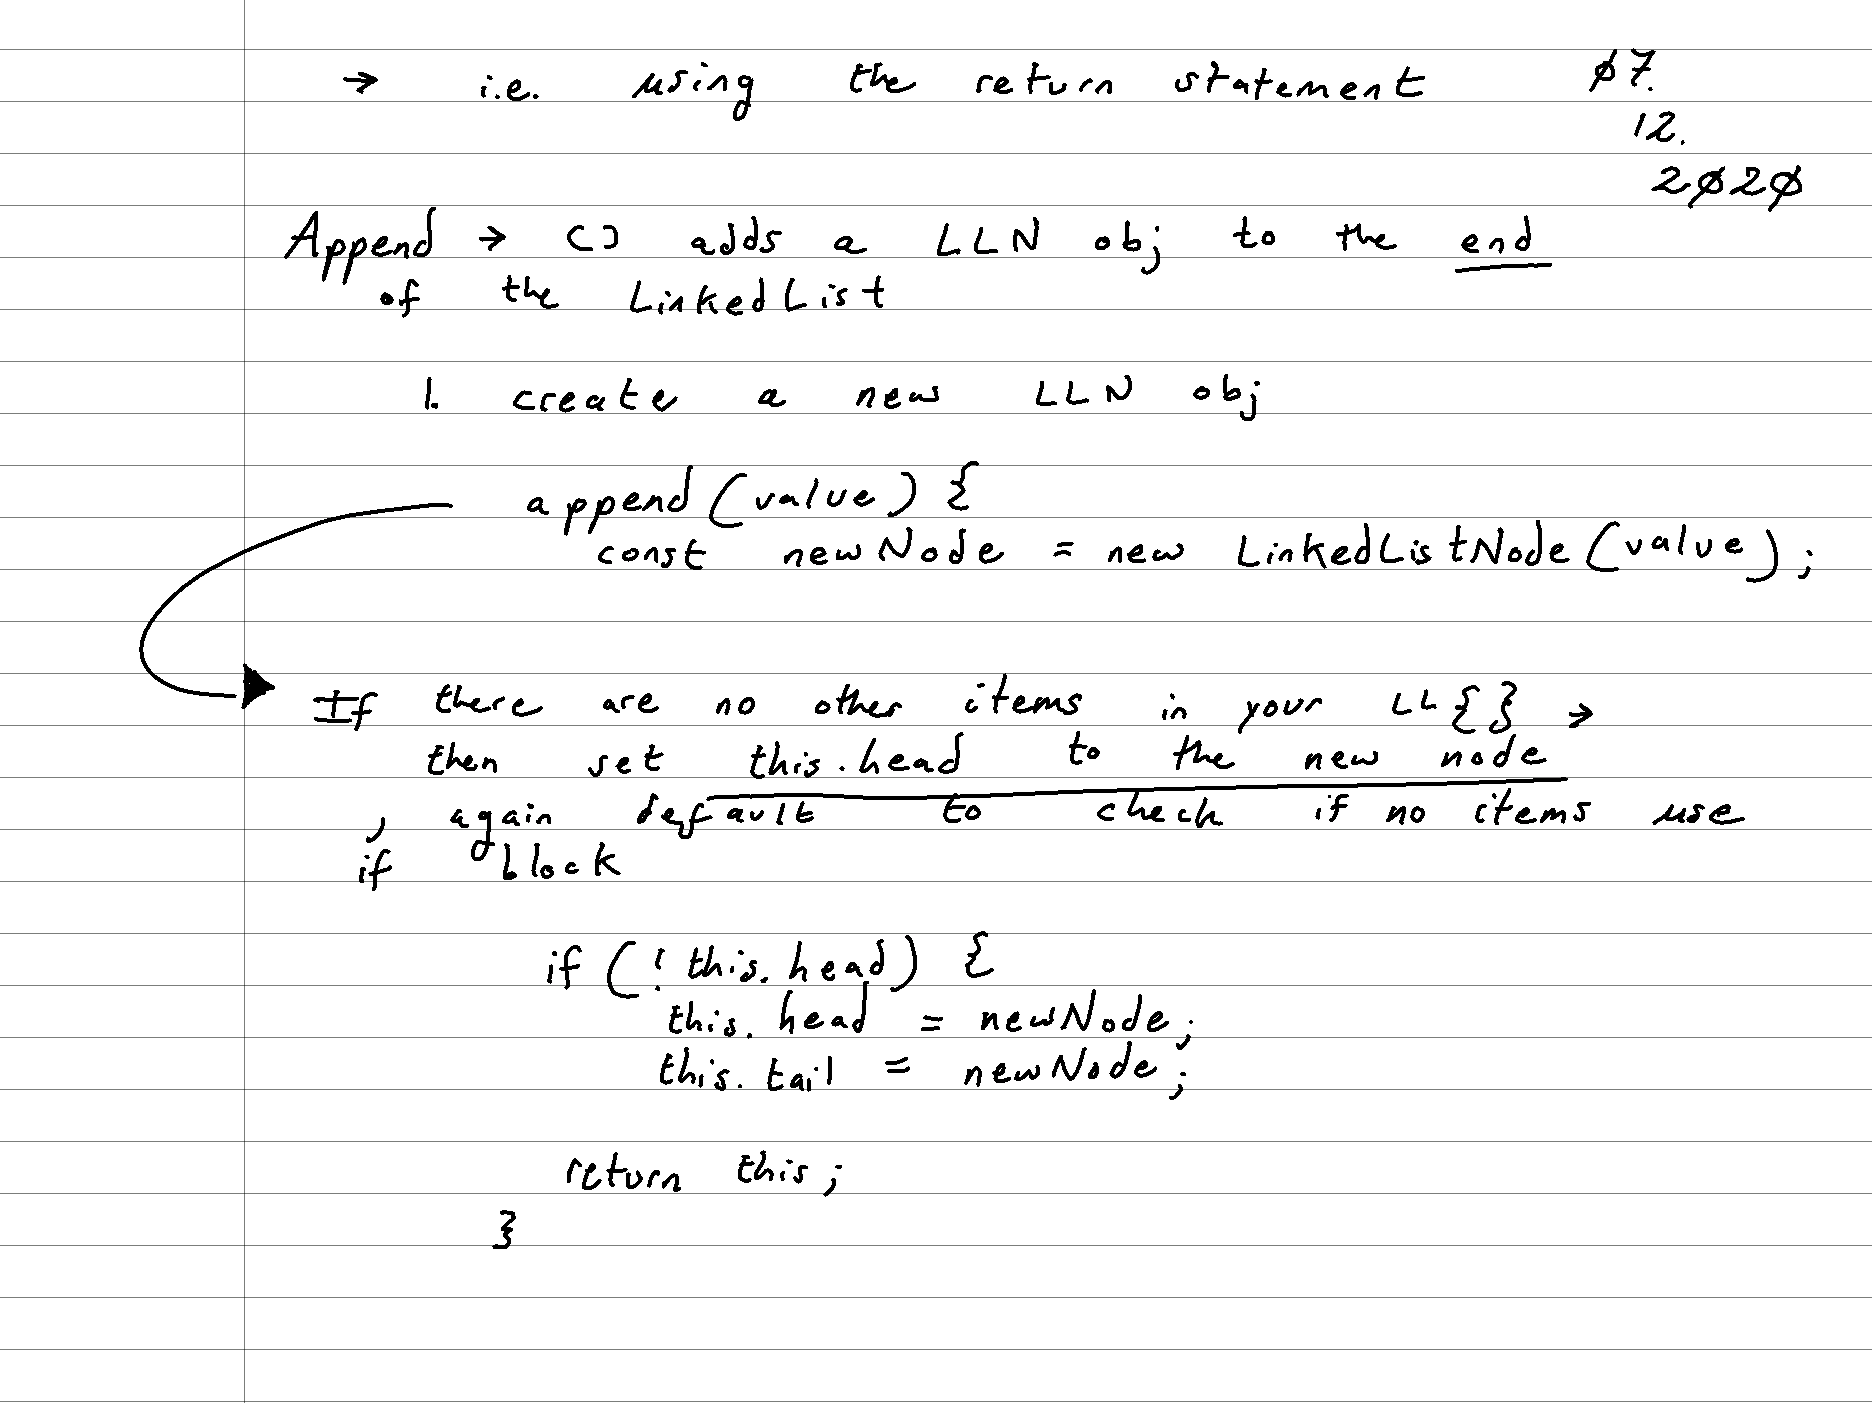 → i.e. using the return statement
07.
12.
2020
Append → () adds a LLN obj to the end
of the LinkedList
1. create a new LLN obj
append(value) {
const newNode = new LinkedListNode(value);
If there are no other items in your LL{} →
then set this.head to the new node
, again default to check if no items use
if block
if (!this.head) {
this.head = newNode;
this.tail = newNode;
return this;
}